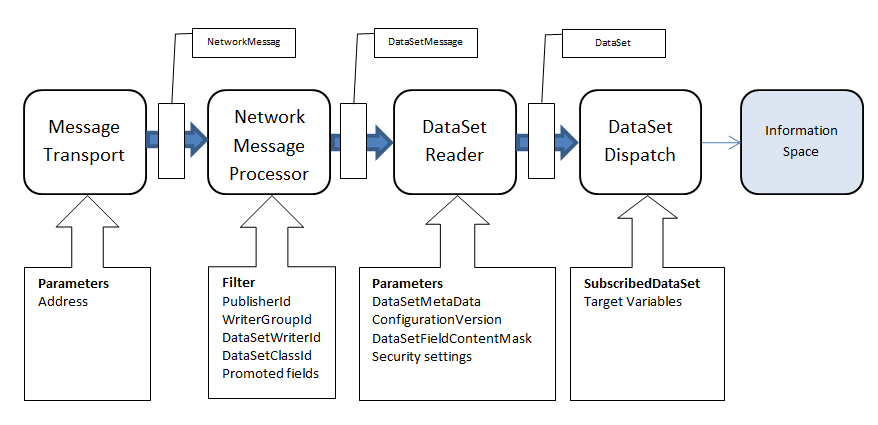 NetworkMessag
DataSetMessage
DataSet
Message
Transport
Network
Message
Processor
DataSet
Reader
DataSet
Dispatch
Information
Space
Parameters
Address
Filter
PublisherId
WriterGroupId
DataSetWriterId
DataSetClassId
Promoted fields
Parameters
DataSetMetaData
ConfigurationVersion
DataSetFieldContentMask
Security settings
SubscribedDataSet
Target Variables